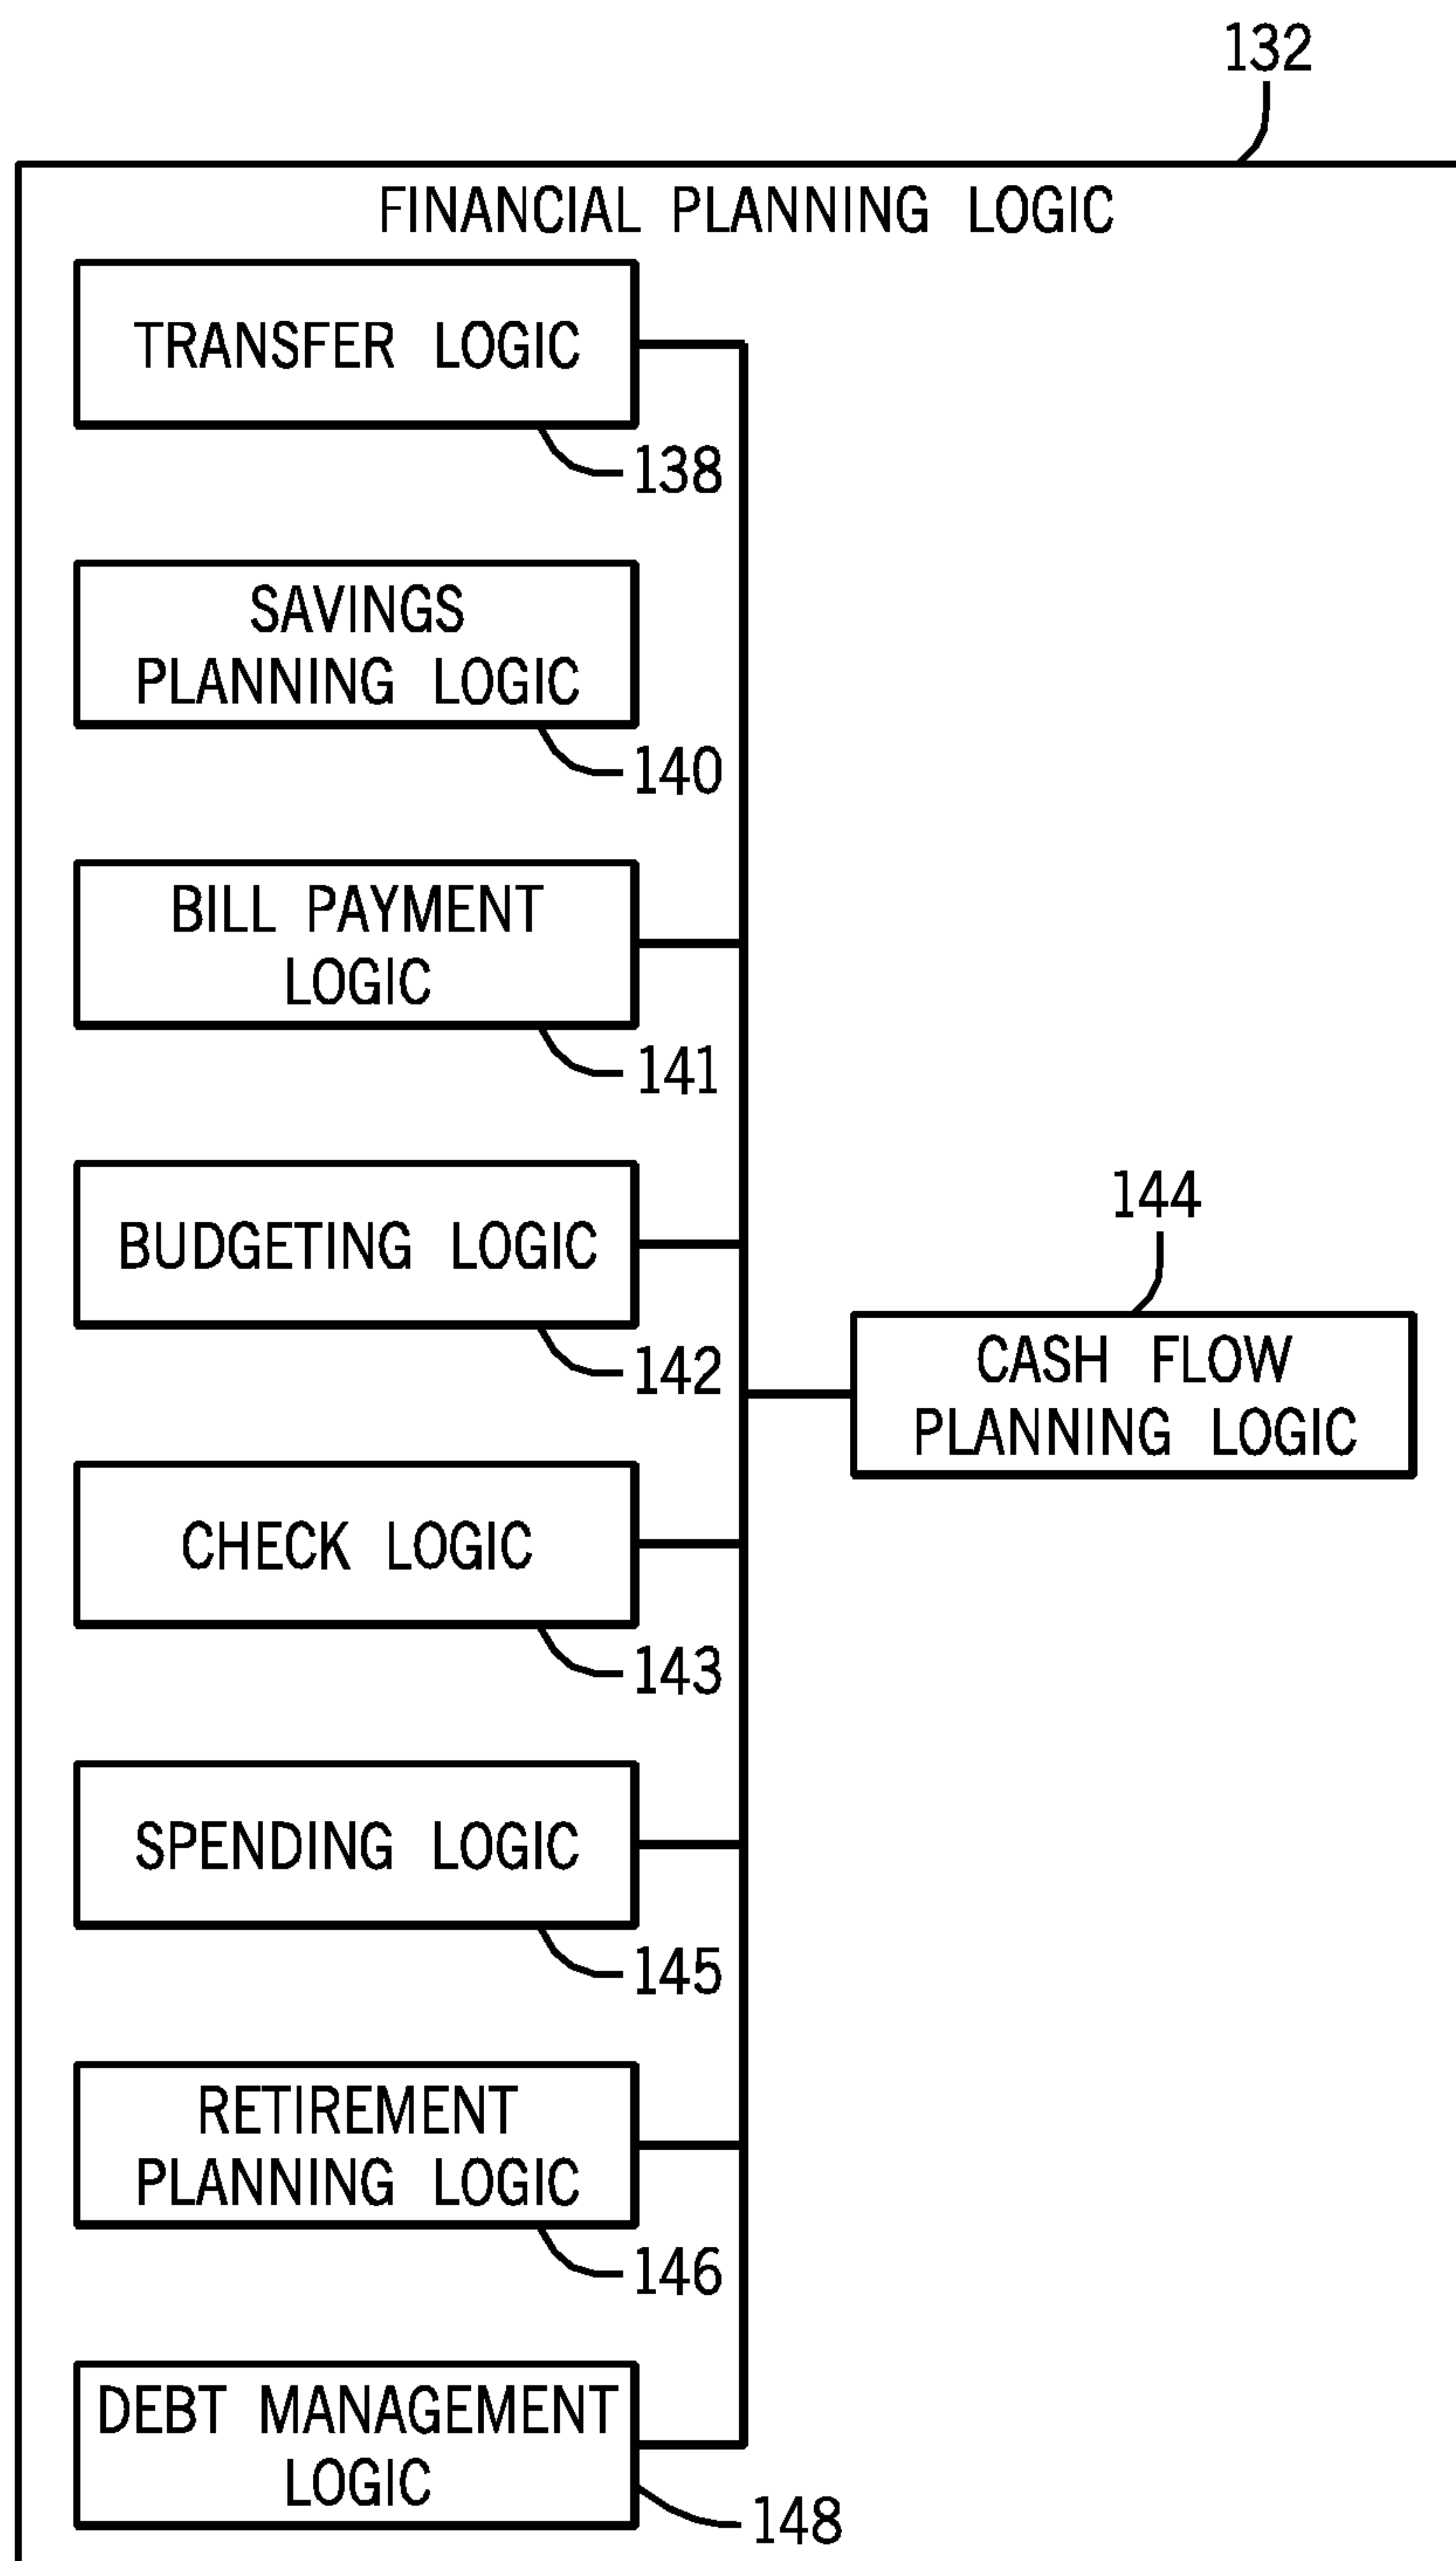 132
FINANCIAL PLANNING LOGIC
TRANSFER LOGIC
138
SAVINGS
PLANNING LOGIC
140
BILL PAYMENT
LOGIC
141
BUDGETING LOGIC
142
144
CASH FLOW
PLANNING LOGIC
CHECK LOGIC
143
SPENDING LOGIC
145
RETIREMENT
PLANNING LOGIC
146
DEBT MANAGEMENT
LOGIC
148